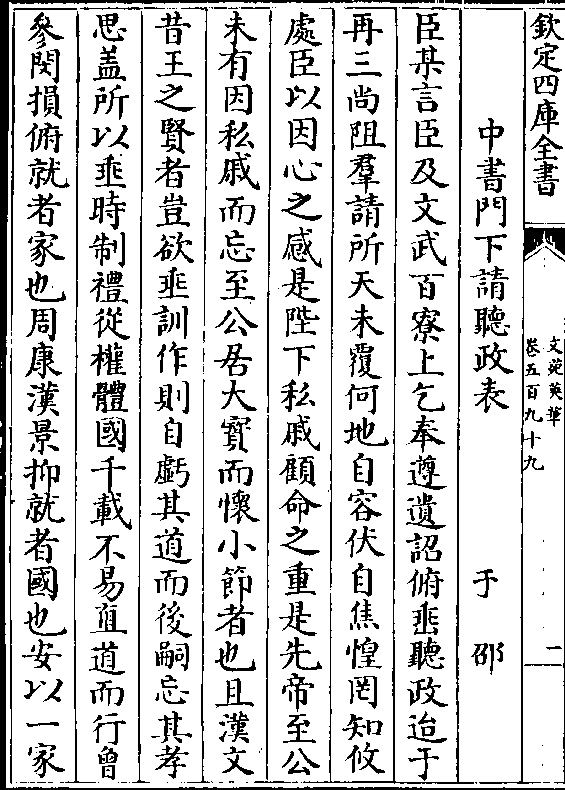 欽定四庫全書
文苑英華
卷五百九十九
二
中書門下請聽政表
于邵
臣某言臣及文武百寮上乞奉遵遺詔俯垂聽政迨于
再三尚阻羣請所天未覆何地自容伏自焦惶罔知攸
處臣以因心之慼是陛下私戚顧命之重是先帝至公
未有因私戚而忘至公居大寳而懷小節者也且漢文
昔王之賢者豈欲垂訓作則自虧其道而後嗣忘其孝
思盖所以垂時制禮從權體國千載不易直道而行曾
參閔損俯就者家也周康漢景抑就者國也安以一家